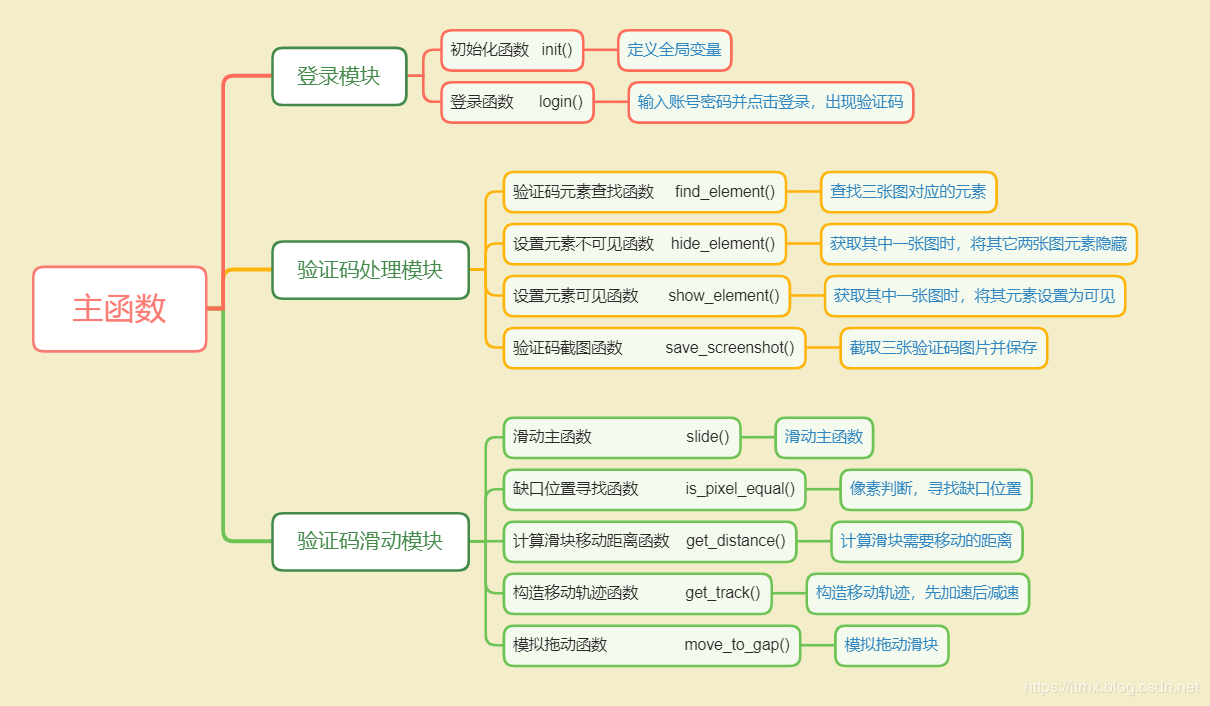 主函数
登录模块
初始化函数 init()
定义全局变量
登录函数 login()
输入账号密码并点击登录，出现验证码
验证码处理模块
验证码元素查找函数 find_element()
查找三张图对应的元素
设置元素不可见函数 hide_element()
获取其中一张图时，将其它两张图元素隐藏
设置元素可见函数 show_element()
获取其中一张图时，将其元素设置为可见
验证码截图函数 save_screenshot()
截取三张验证码图片并保存
验证码滑动模块
滑动主函数 slide()
滑动主函数
缺口位置寻找函数 is_pixel_equal()
像素判断，寻找缺口位置
计算滑块移动距离函数 get_distance()
计算滑块需要移动的距离
构造移动轨迹函数 get_track()
构造移动轨迹，先加速后减速
模拟拖动函数 move_to_gap()
模拟拖动滑块
https://itrhx.blog.csdn.net